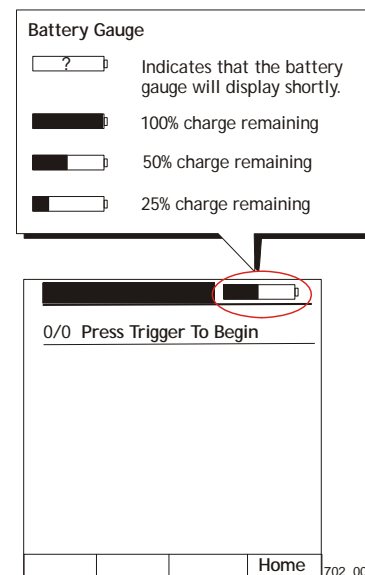 Battery Gauge
?
Indicates that the battery
gauge will display shortly.
100% charge remaining
50% charge remaining
25% charge remaining
0/0 Press Trigger To Begin
Home